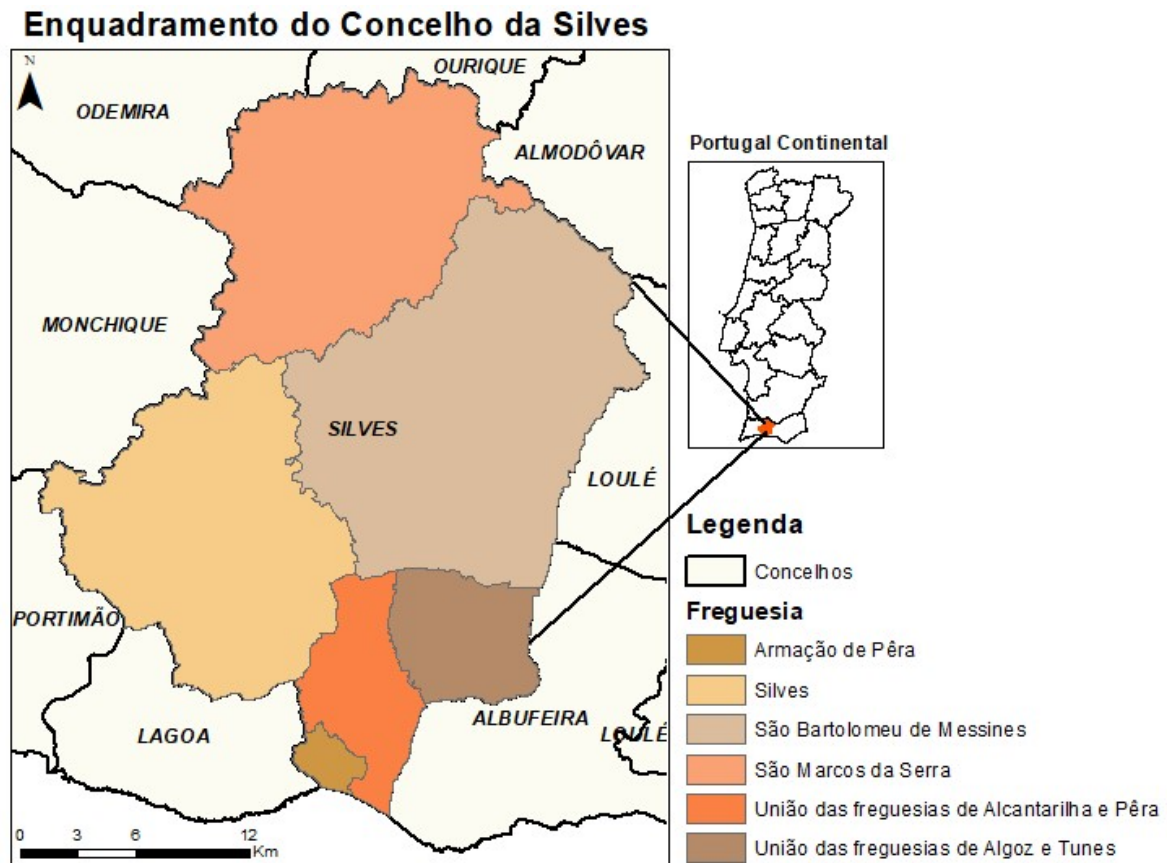 Enquadramento do Concelho da Silves
N
OURIQUE
ODEMIRA
ALMODÔVAR
MONCHIQUE
SILVES
LOULÉ
PORTIMÃO
LAGOA
ALBUFEIRA
LOULÉ
0 3 6 12
Km
Portugal Continental
Legenda
Concelhos
Freguesia
Armação de Pêra
Silves
São Bartolomeu de Messines
São Marcos da Serra
União das freguesias de Alcantarilha e Pêra
União das freguesias de Algoz e Tunes